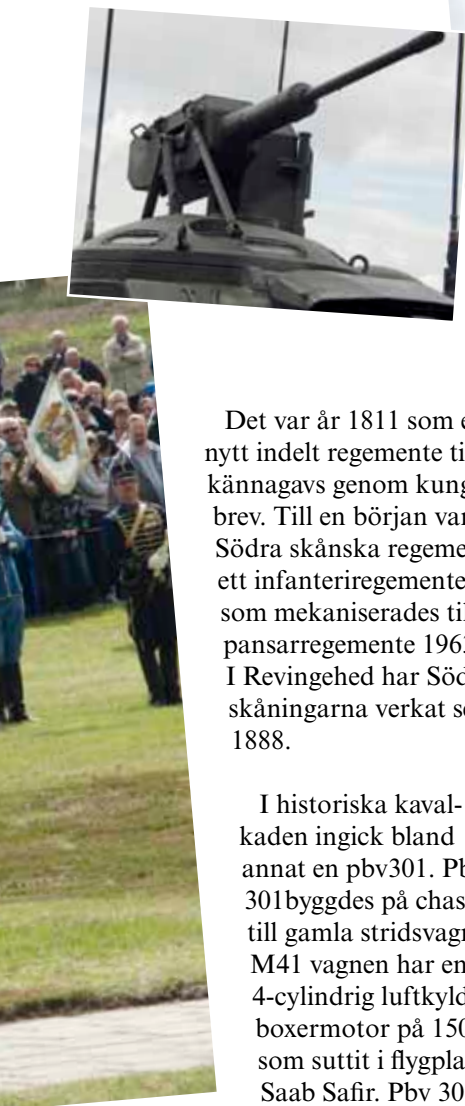 Det var år 1811 som e
nytt indelt regemente ti
kännagavs genom kung
brev. Till en början var
Södra skånska regeme
ett infanteriregemente
som mekaniserades til
pansarregemente 196
I Revingehed har Söd
skåningarna verkat se
1888.
I historiska kaval-
kaden ingick bland
annat en pbv301. Pb
301byggdes på chas
till gamla stridsvagn
M41 vagnen har en
4-cylindrig luftkyld
boxermotor på 150
som suttit i flygpla
Saab Safir. Pbv 30